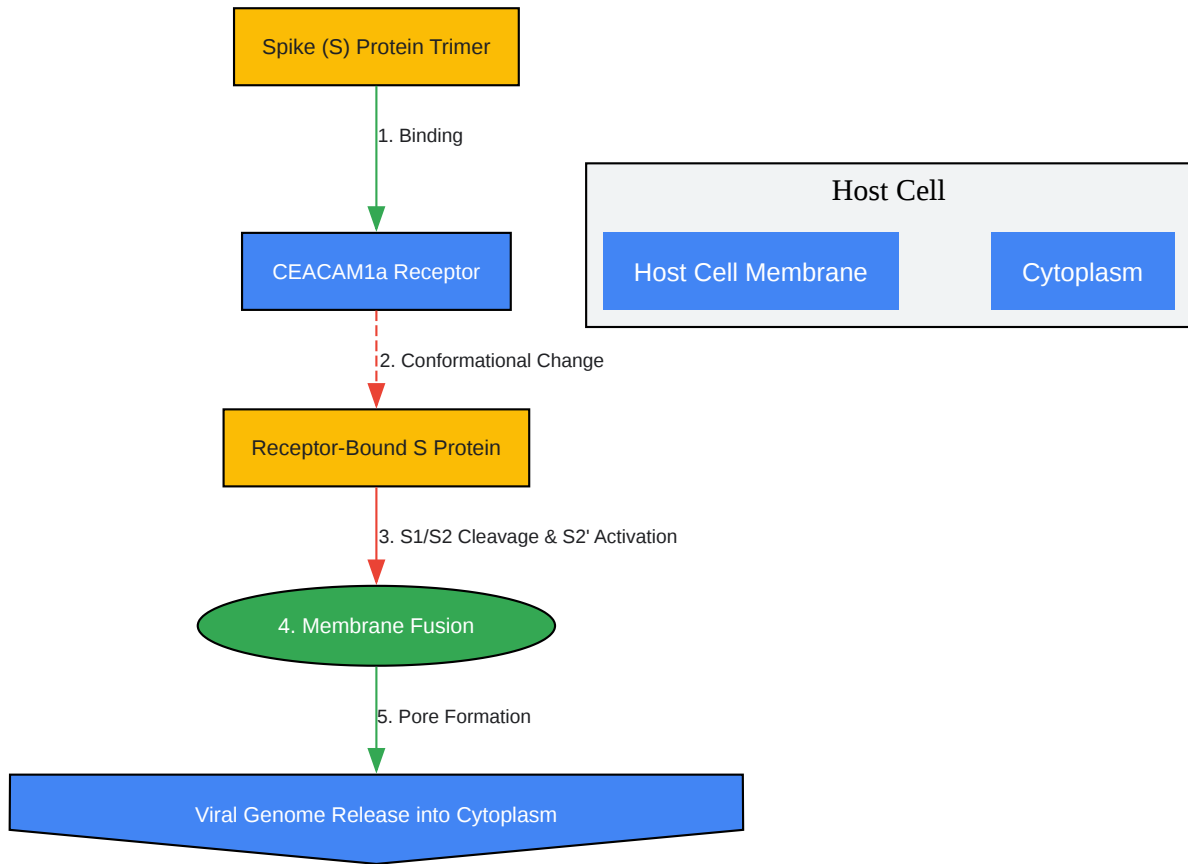 Spike (S) Protein Trimer
1. Binding
Host Cell
Host Cell Membrane
Cytoplasm
CEACAM1a Receptor
2. Conformational Change
Receptor-Bound S Protein
3. S1/S2 Cleavage & S2' Activation
4. Membrane Fusion
5. Pore Formation
Viral Genome Release into Cytoplasm